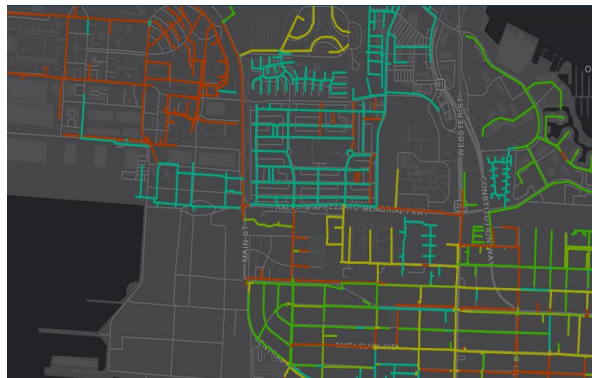 O
WEBSTER ST
RALPH M APPEZZATO MEMORIAL PKWY
CONSTITUTION WAY
MAIN ST
SANTA CLARA AVE